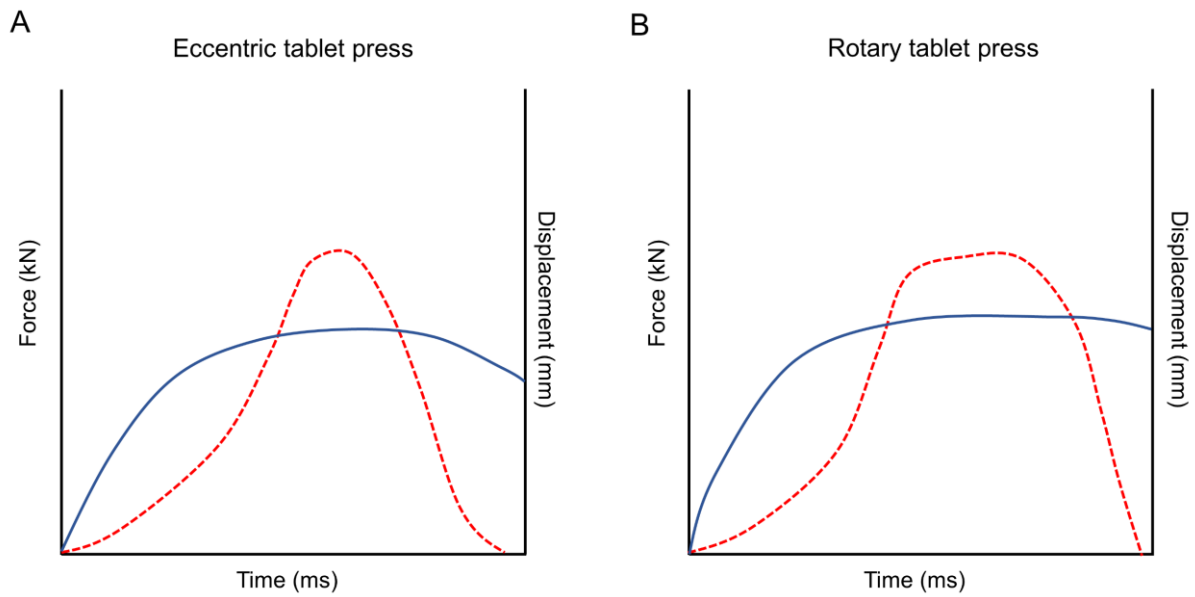 A
Eccentric tablet press
Force (kN)
Displacement (mm)
Time (ms)
B
Rotary tablet press
Force (kN)
Displacement (mm)
Time (ms)